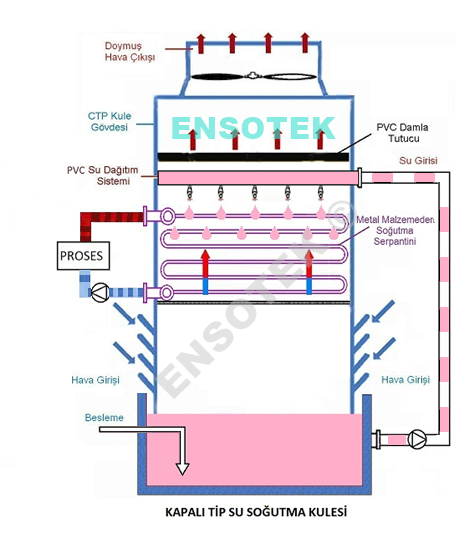 Doymuş
Hava Çıkışı
CTP Kule
Gövdesi
ENSOTEK
PVC Damla
Tutucu
PVC Su Dağıtım
Sistemi
Su Girisi
Metal Malzemeden
Soğutma
Serpantini
PROSES
ENSOTEK ®
Hava Girişi
Hava Girişi
Besleme
KAPALI TİP SU SOĞUTMA KULESİ